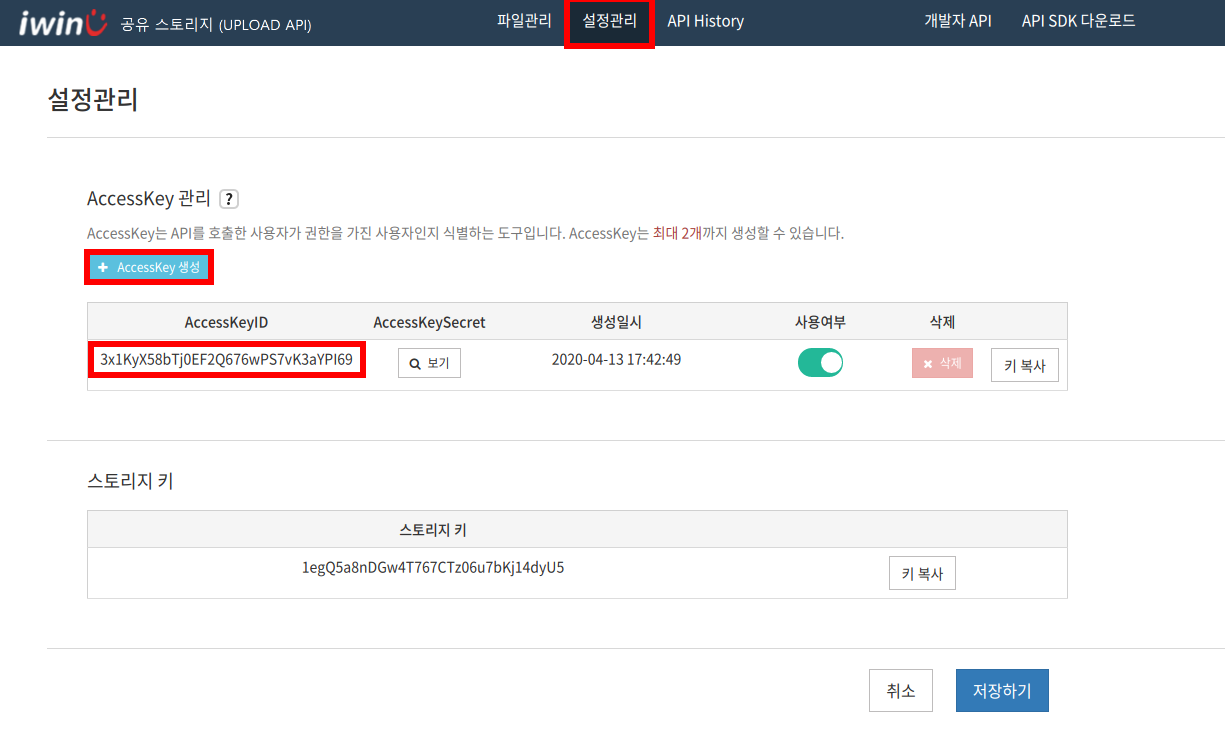 iwinU 공유 스토리지 (UPLOAD API) 파일관리 설정관리 API History 개발자 API API SDK 다운로드
설정관리
AccessKey 관리 ?
AccessKey는 API를 호출한 사용자가 권한을 가진 사용자인지 식별하는 도구입니다. AccessKey는 최대 2개까지 생성할 수 있습니다.
+ AccessKey 생성
AccessKeyID AccessKeySecret 생성일시 사용여부 삭제
3x1KyX58bTj0EF2Q676wPS7vK3aYPI69 보기 2020-04-13 17:42:49 × 삭제 키 복사
스토리지 키
스토리지 키
1egQ5a8nDGw4T767CTz06u7bKj14dyU5 키 복사
취소 저장하기